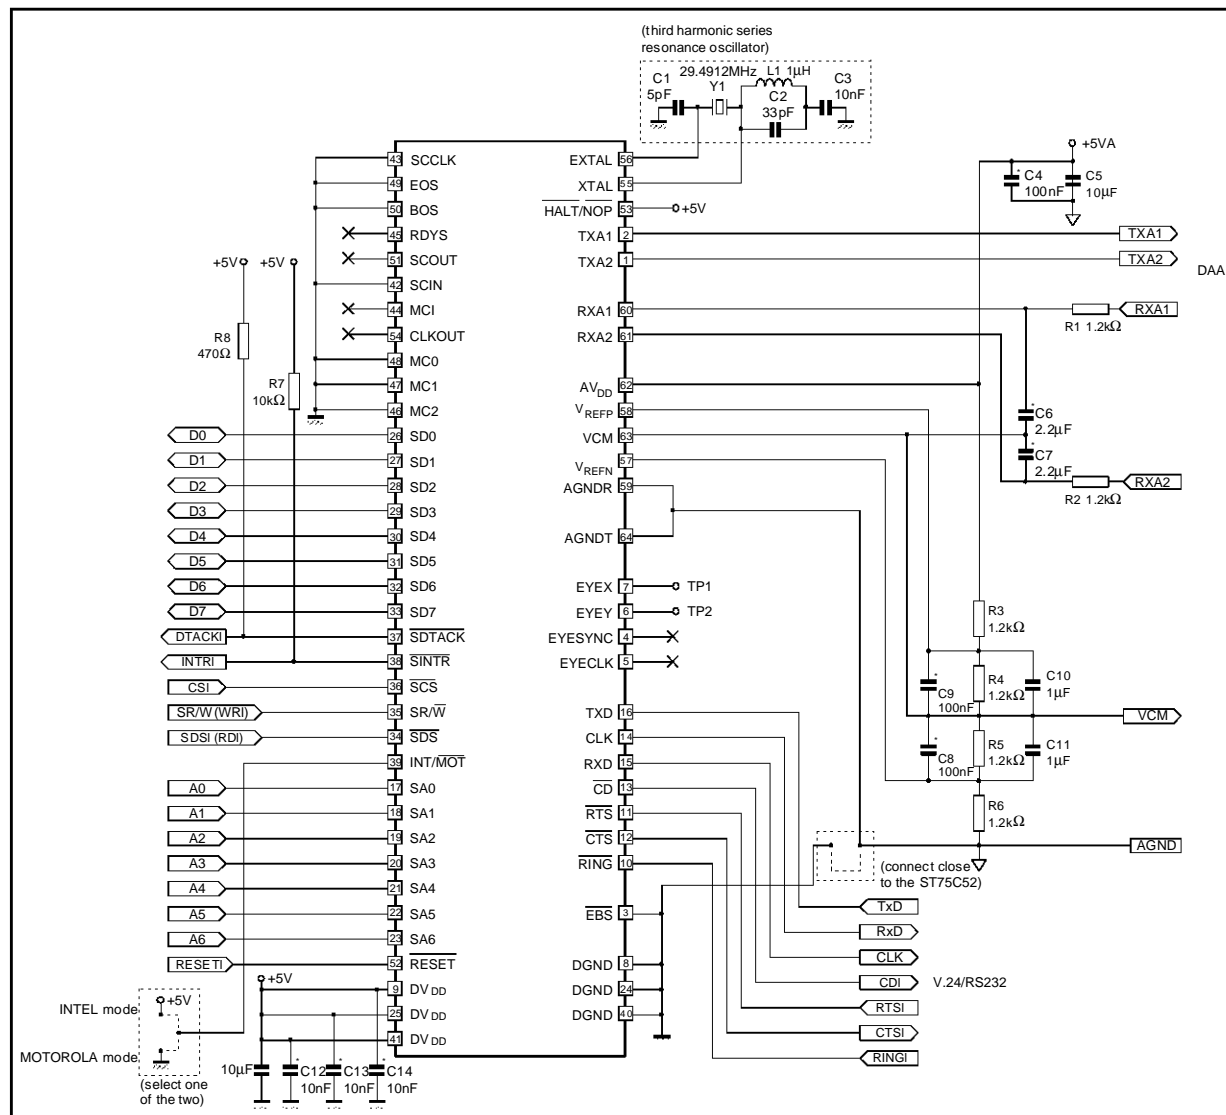 (third harmonic series
resonance oscillator)
29.4912MHz
L1 1μH
C1
5pF
Y1
C2
33pF
C3
10nF
+5VA
C4
100nF
C5
10μF
43 SCCLK
49 EOS
50 BOS
45 RDYS
51 SCOUT
42 SCIN
44 MCI
54 CLKOUT
48 MC0
47 MC1
46 MC2
26 SD0
27 SD1
28 SD2
29 SD3
30 SD4
31 SD5
32 SD6
33 SD7
37 SDTACK
38 SINTR
36 SCS
35 SR/W
34 SDS
39 INT/MOT
17 SA0
18 SA1
19 SA2
20 SA3
21 SA4
22 SA5
23 SA6
52 RESET
9 DVDD
25 DVDD
41 DVDD
EXTAL 56
XTAL 55
HALT/NOP 53
+5V
TXA1 2
TXA2 1
RXA1 60
RXA2 61
AVDD 62
VREFP 58
VCM 63
VREFN 57
AGNDR 59
AGNDT 64
EYEX 7
TP1
EYEY 6
TP2
EYESYNC 4
EYECLK 5
TXD 16
CLK 14
RXD 15
CD 13
RTS 11
CTS 12
RING 10
EBS 3
DGND 8
DGND 24
DGND 40
+5V
+5V
R8
470Ω
R7
10kΩ
D0
D1
D2
D3
D4
D5
D6
D7
DTACKI
INTRI
CSI
SR/W (WRI)
SDSI (RDI)
A0
A1
A2
A3
A4
A5
A6
RESETI
+5V
INTEL mode
+5V
MOTOROLA mode
(select one
of the two)
10μF
C12
10nF
C13
10nF
C14
10nF
TXA1
TXA2
DAA
RXA1
R1 1.2kΩ
C6
2.2μF
C7
2.2μF
RXA2
R2 1.2kΩ
R3
1.2kΩ
R4
1.2kΩ
C10
1μF
C9
100nF
VCM
R5
1.2kΩ
C11
1μF
C8
100nF
R6
1.2kΩ
AGND
(connect close
to the ST75C52)
TxD
RxD
CLK
CDI
V.24/RS232
RTSI
CTSI
RINGI